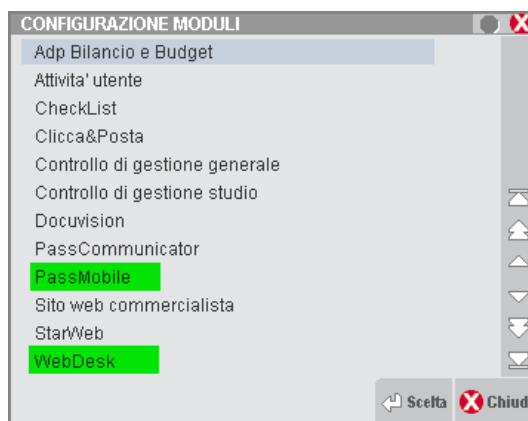 CONFIGURAZIONE MODULI
Adp Bilancio e Budget
Attivita' utente
CheckList
Clicca&Posta
Controllo di gestione generale
Controllo di gestione studio
Docuvision
PassCommunicator
PassMobile
Sito web commercialista
StarWeb
WebDesk
Scelta Chiud